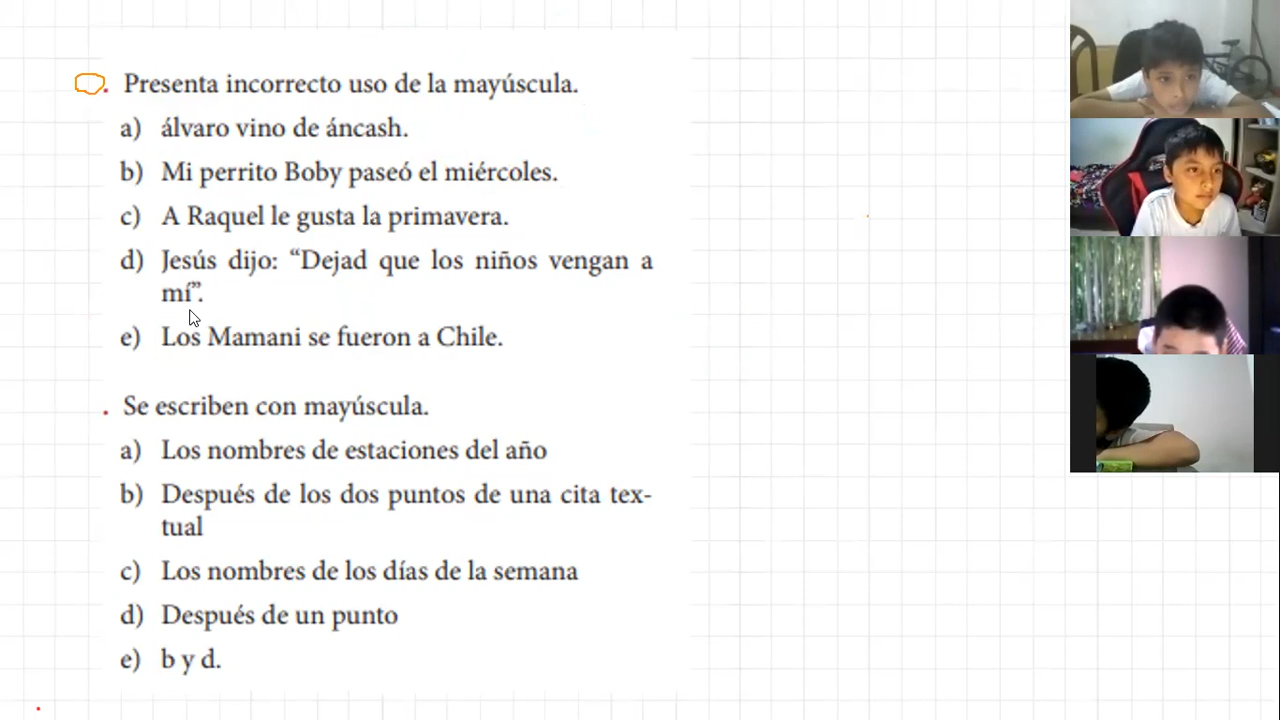 . Presenta incorrecto uso de la mayúscula.
a) álvaro vino de áncash.
b) Mi perrito Boby paseó el miércoles.
c) A Raquel le gusta la primavera.
d) Jesús dijo: “Dejad que los niños vengan a
mí”.
e) Los Mamani se fueron a Chile.
. Se escriben con mayúscula.
a) Los nombres de estaciones del año
b) Después de los dos puntos de una cita tex-
tual
c) Los nombres de los días de la semana
d) Después de un punto
e) b y d.